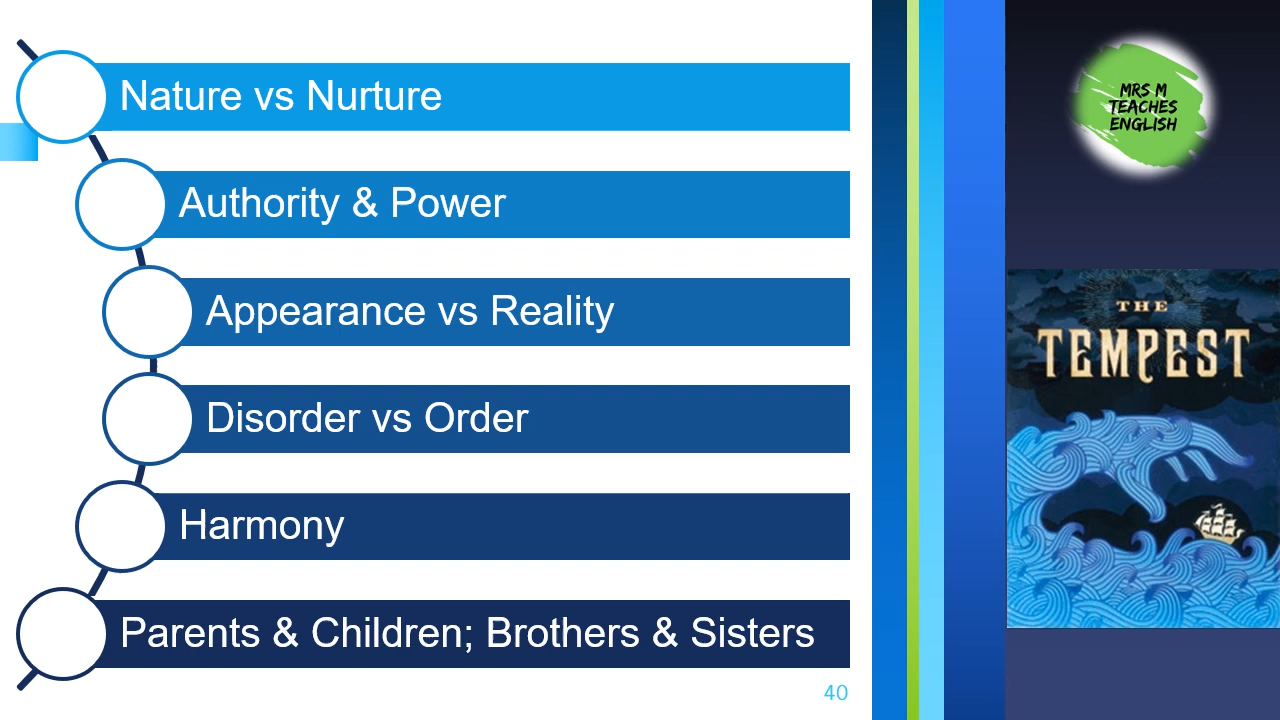 Nature vs Nurture
Authority & Power
Appearance vs Reality
Disorder vs Order
Harmony
Parents & Children; Brothers & Sisters
40
MRS M
TEACHES
ENGLISH
THE
TEMPEST